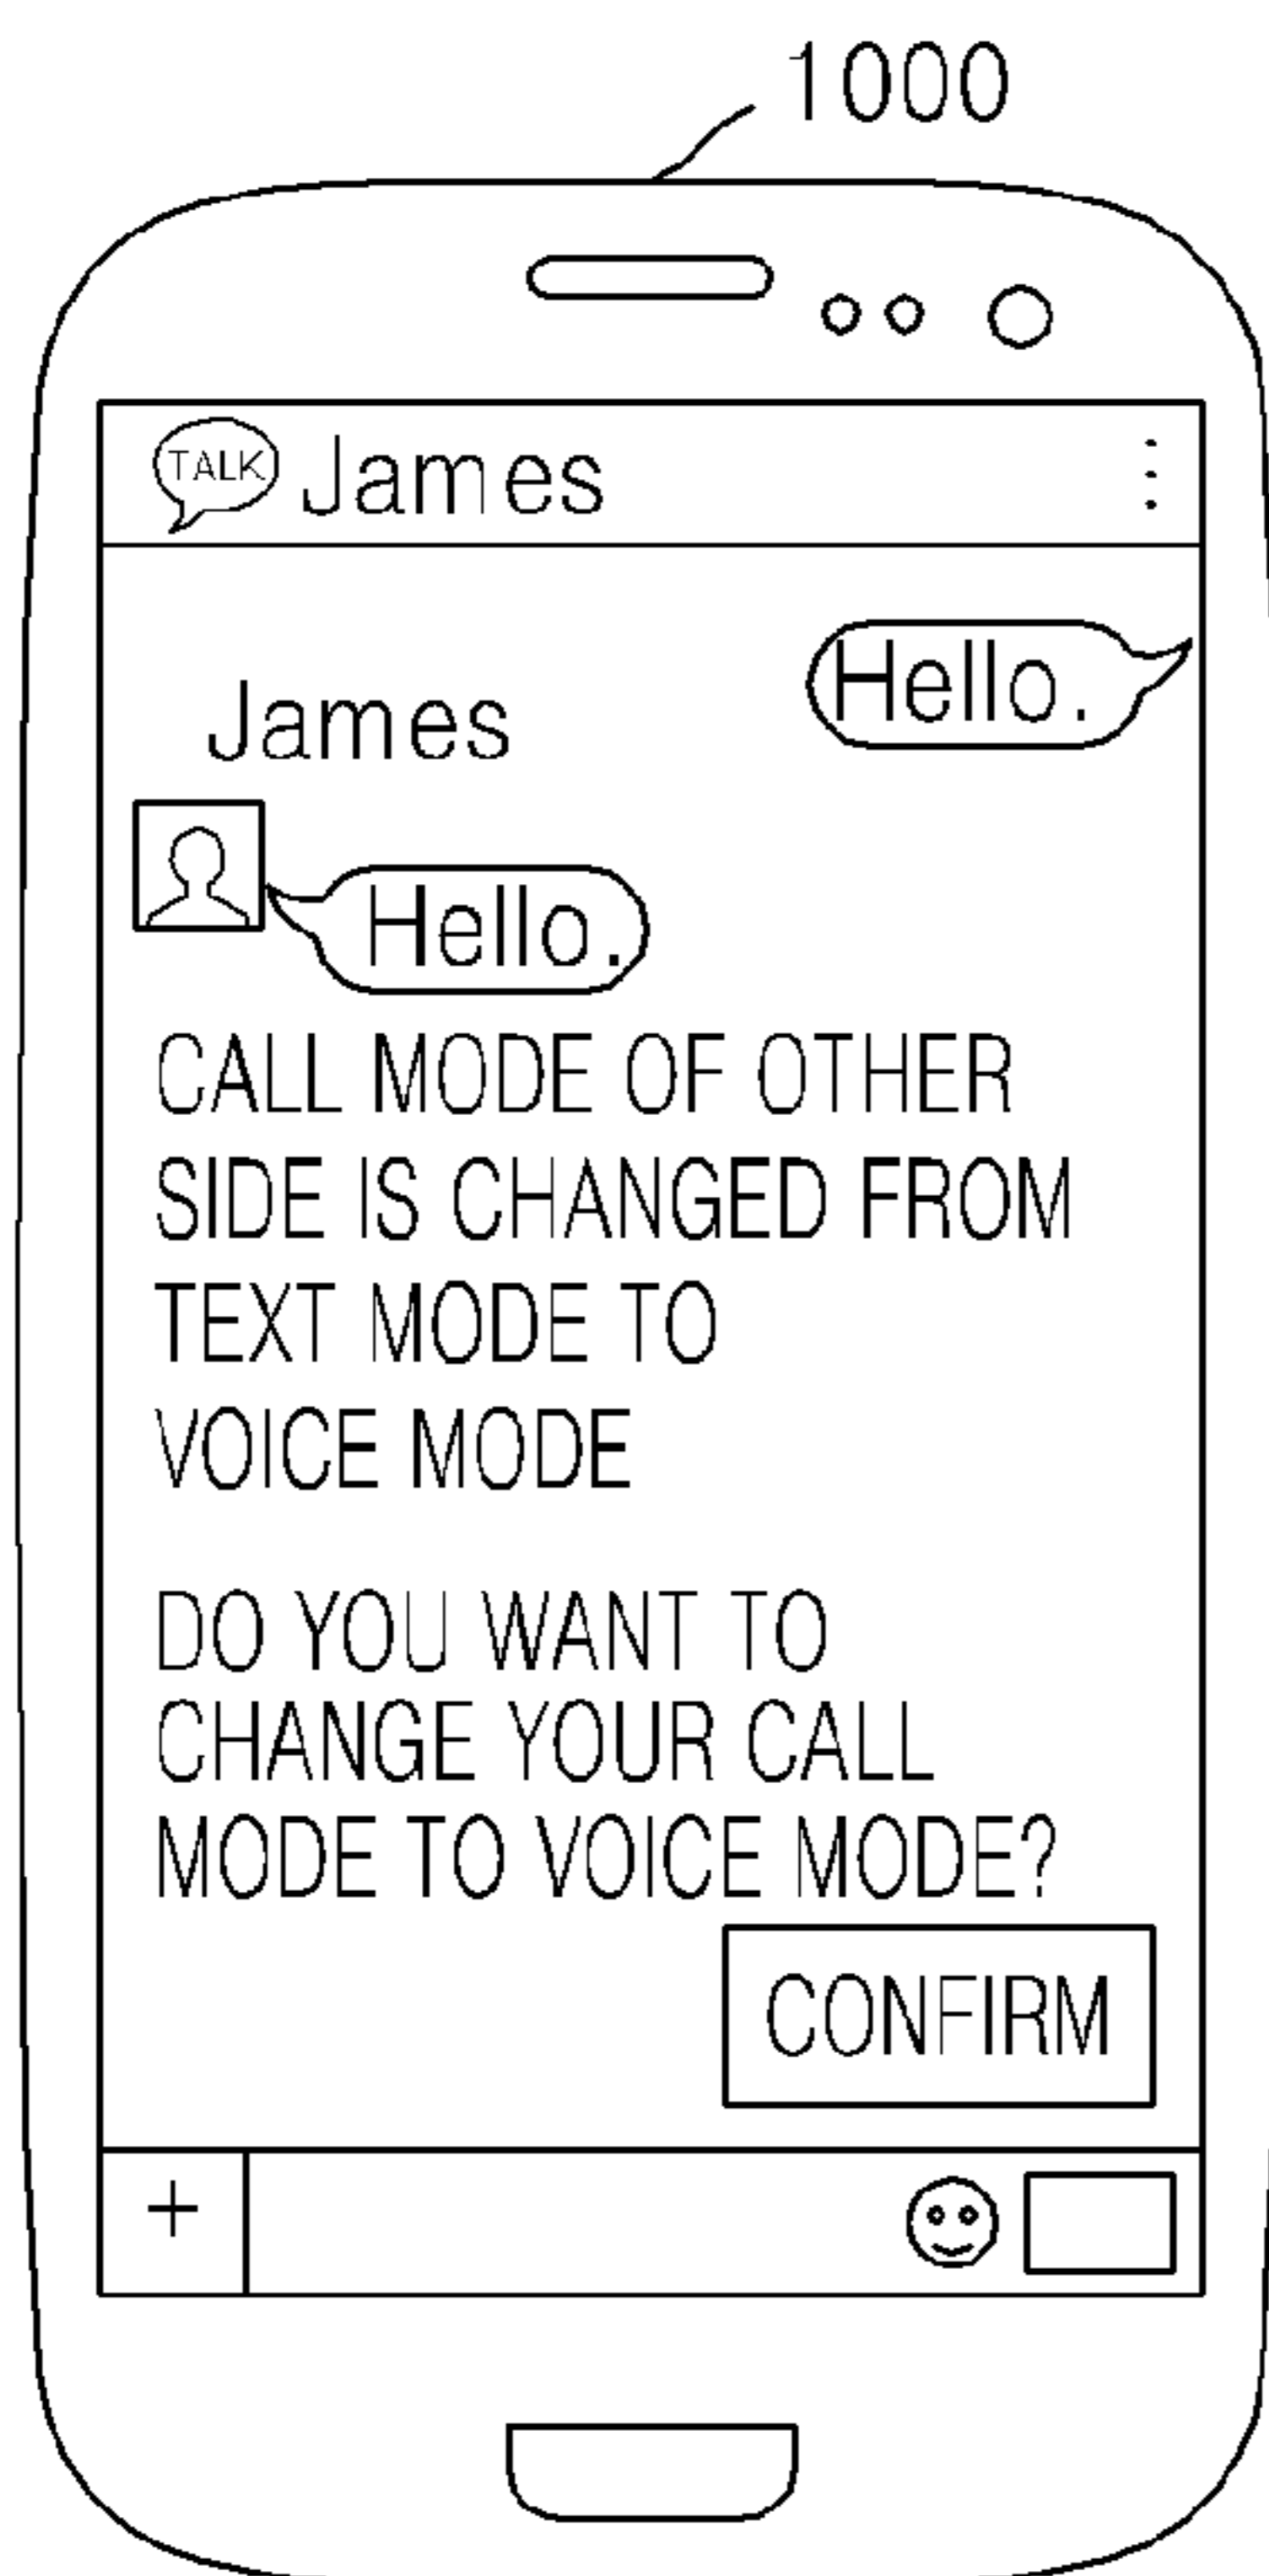 1000
TALK James
Hello.
James
Hello.
CALL MODE OF OTHER
SIDE IS CHANGED FROM
TEXT MODE TO
VOICE MODE
DO YOU WANT TO
CHANGE YOUR CALL
MODE TO VOICE MODE?
CONFIRM
+